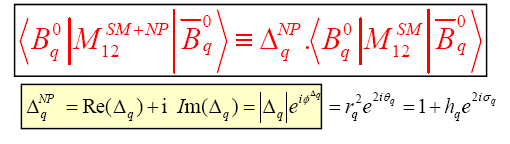 ⟨B_q^0|M_12^{SM+NP}|B̅_q^0⟩ ≡ Δ_q^{NP}.⟨B_q^0|M_12^{SM}|B̅_q^0⟩
Δ_q^{NP} = Re(Δ_q)+i Im(Δ_q)=|Δ_q|e^{iϕ^{Δ_q}} = r_q^2 e^{2iθ_q} = 1+h_q e^{2iσ_q}